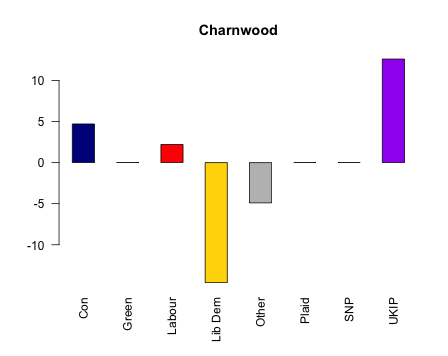 Charnwood
10
5
0
-5
-10
Con
Green
Labour
Lib Dem
Other
Plaid
SNP
UKIP